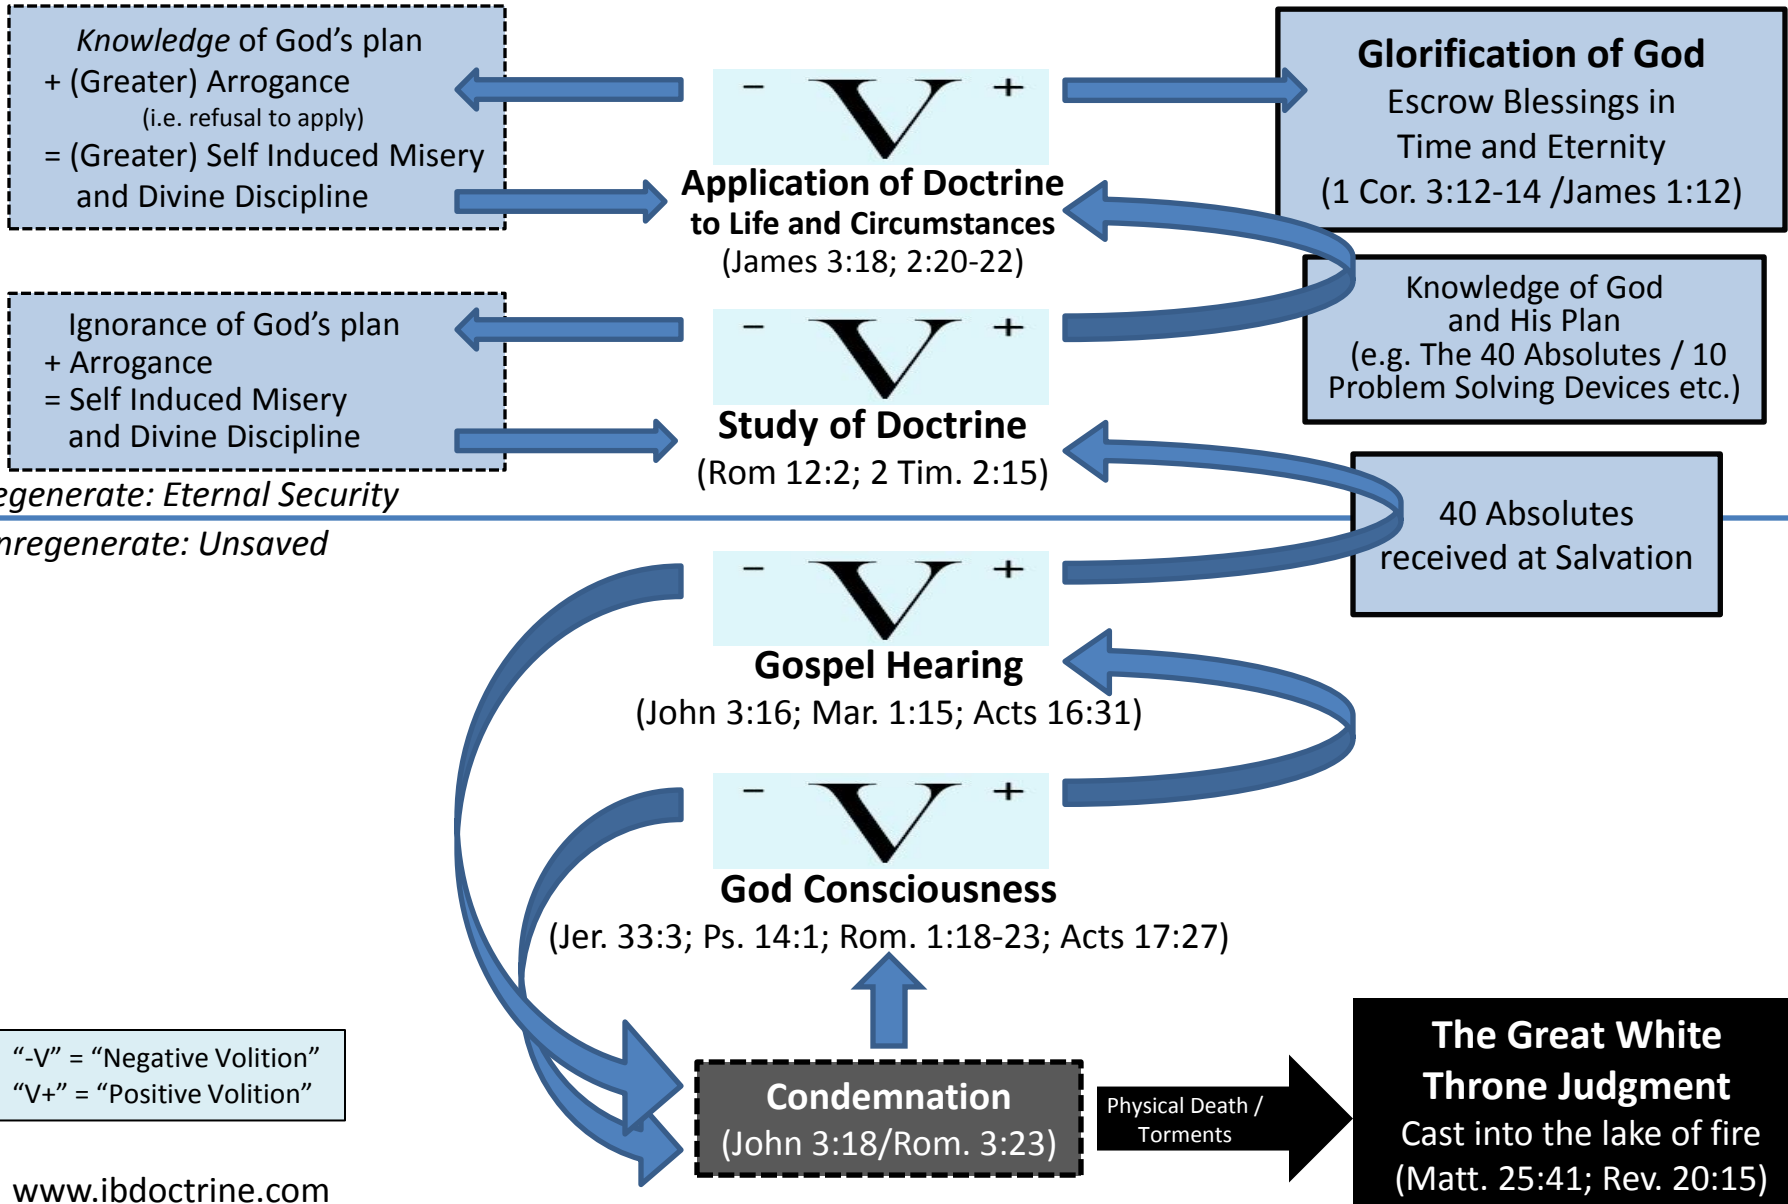 Knowledge of God’s plan
+ (Greater) Arrogance
(i.e. refusal to apply)
= (Greater) Self Induced Misery
and Divine Discipline
- V +
Application of Doctrine
to Life and Circumstances
(James 3:18; 2:20-22)
Glorification of God
Escrow Blessings in
Time and Eternity
(1 Cor. 3:12-14 /James 1:12)
Ignorance of God’s plan
+ Arrogance
= Self Induced Misery
and Divine Discipline
- V +
Study of Doctrine
(Rom 12:2; 2 Tim. 2:15)
Knowledge of God
and His Plan
(e.g. The 40 Absolutes / 10
Problem Solving Devices etc.)
egenerate: Eternal Security
nregenerate: Unsaved
40 Absolutes
received at Salvation
- V +
Gospel Hearing
(John 3:16; Mar. 1:15; Acts 16:31)
- V +
God Consciousness
(Jer. 33:3; Ps. 14:1; Rom. 1:18-23; Acts 17:27)
“-V” = “Negative Volition”
“V+” = “Positive Volition”
Condemnation
(John 3:18/Rom. 3:23)
Physical Death /
Torments
The Great White
Throne Judgment
Cast into the lake of fire
(Matt. 25:41; Rev. 20:15)
www.ibdoctrine.com